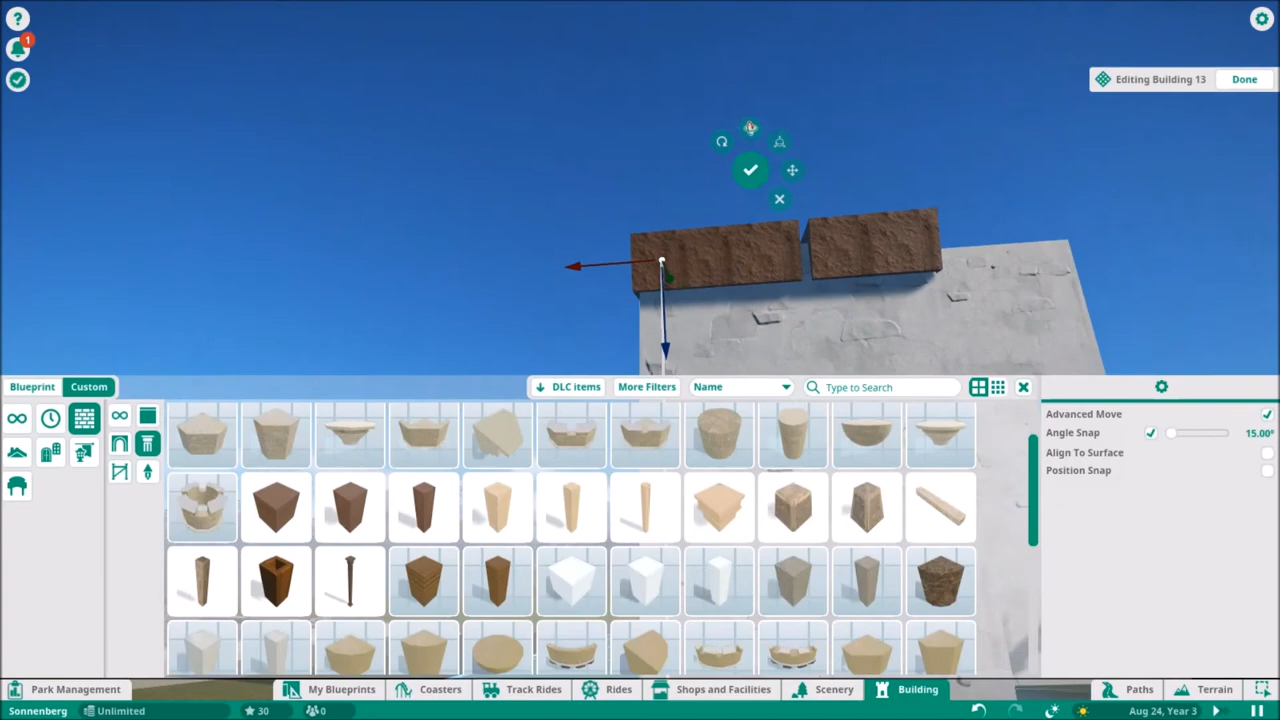 ?
1
Editing Building 13
Done
Blueprint
Custom
DLC items
More Filters
Name
Type to Search
Advanced Move
Angle Snap
15.00°
Align To Surface
Position Snap
Park Management
My Blueprints
Coasters
Track Rides
Rides
Shops and Facilities
Scenery
Building
Paths
Terrain
Sonnenberg
Unlimited
30
0
Aug 24, Year 3